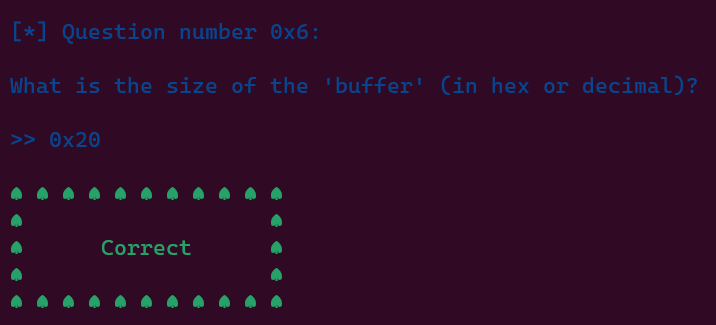 [*] Question number 0x6:
What is the size of the 'buffer' (in hex or decimal)?
>> 0x20
♠ ♠ ♠ ♠ ♠ ♠ ♠ ♠ ♠ ♠ ♠
♠ ♠
♠ Correct ♠
♠ ♠
♠ ♠ ♠ ♠ ♠ ♠ ♠ ♠ ♠ ♠ ♠